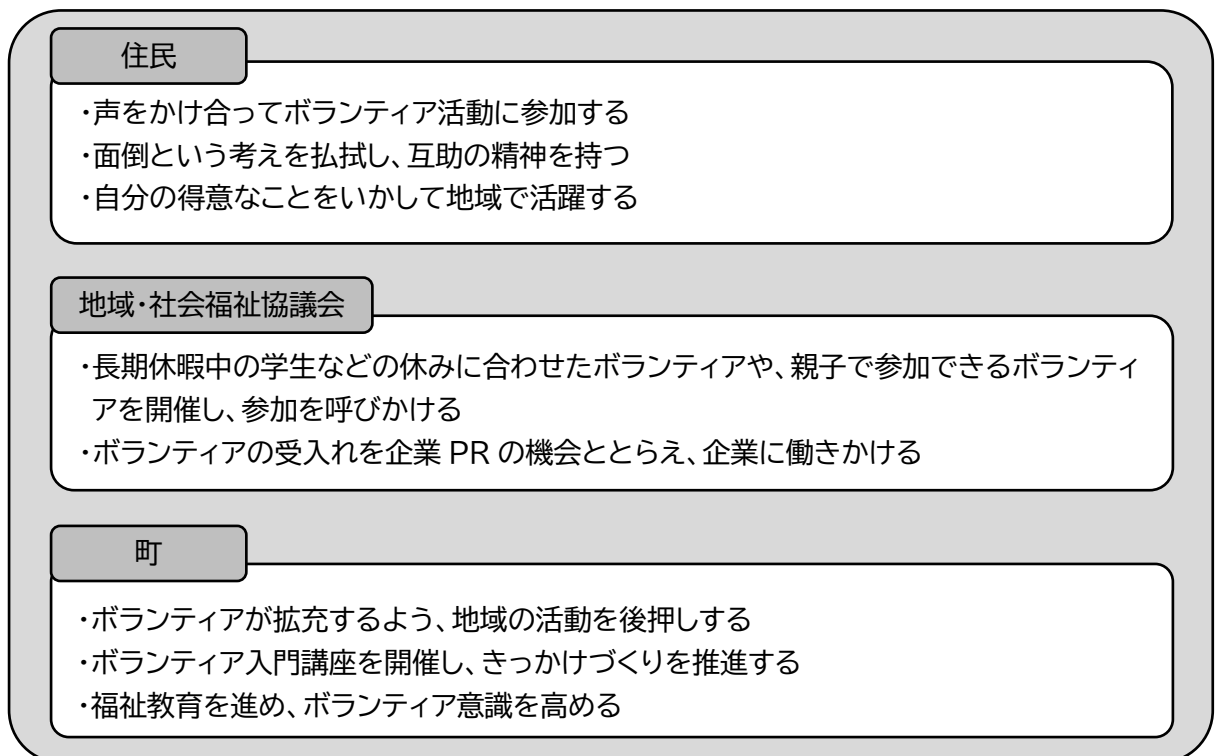 住民
・声をかけ合ってボランティア活動に参加する
・面倒という考えを払拭し、互助の精神を持つ
・自分の得意なことをいかして地域で活躍する
地域・社会福祉協議会
・長期休暇中の学生などの休みに合わせたボランティアや、親子で参加できるボランティ
アを開催し、参加を呼びかける
・ボランティアの受入れを企業 PR の機会ととらえ、企業に働きかける
町
・ボランティアが拡充するよう、地域の活動を後押しする
・ボランティア入門講座を開催し、きっかけづくりを推進する
・福祉教育を進め、ボランティア意識を高める